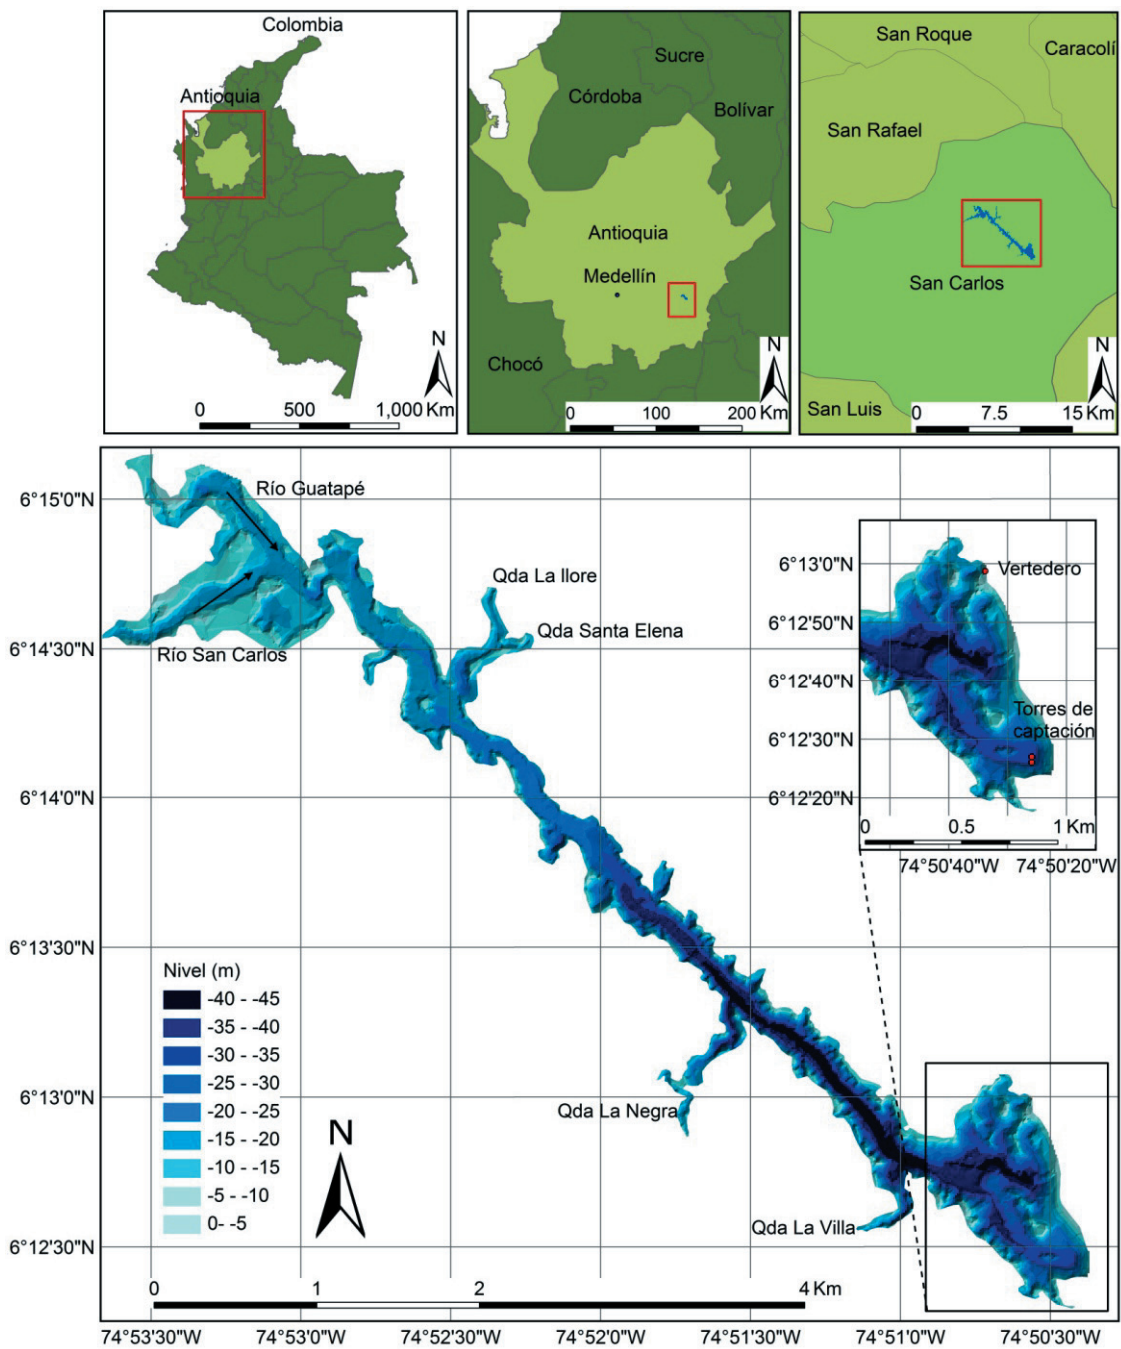 Colombia
Antioquia
N
0 500 1,000 Km
Sucre
Córdoba
Bolívar
Antioquia
Medellín
Chocó
N
0 100 200 Km
San Roque
Caracolí
San Rafael
San Carlos
San Luis
N
0 7.5 15 Km
6°15'0"N
6°14'30"N
6°14'0"N
6°13'30"N
6°13'0"N
6°12'30"N
Río Guatapé
Río San Carlos
Qda La Ilore
Qda Santa Elena
Qda La Negra
Qda La Villa
6°13'0"N
6°12'50"N
6°12'40"N
6°12'30"N
6°12'20"N
Vertedero
Torres de
captación
0 0.5 1 Km
74°50'40"W 74°50'20"W
Nivel (m)
-40 - -45
-35 - -40
-30 - -35
-25 - -30
-20 - -25
-15 - -20
-10 - -15
-5 - -10
0- -5
N
0 1 2 4 Km
74°53'30"W 74°53'0"W 74°52'30"W 74°52'0"W 74°51'30"W 74°51'0"W 74°50'30"W